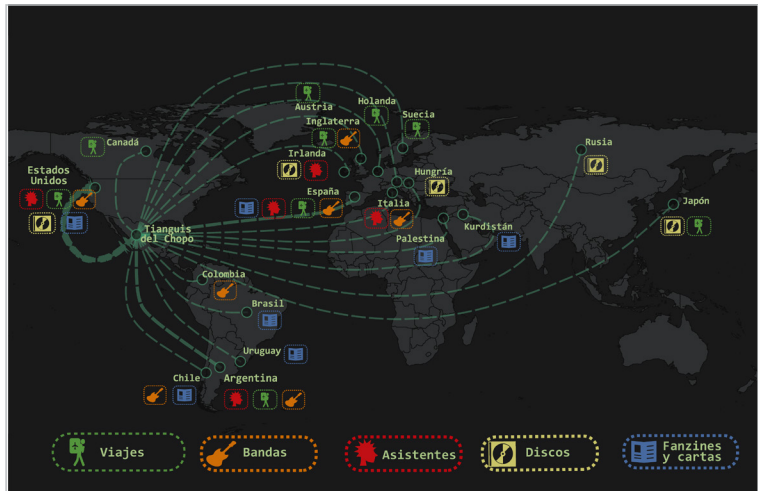 Austria
Holanda
Suecia
Inglaterra
Canadá
Irlanda
Rusia
Estados
Unidos
Hungría
España
Italia
Japón
Tianguis
del Chopo
Palestina
Kurdistán
Colombia
Brasil
Uruguay
Chile
Argentina
Viajes
Bandas
Asistentes
Discos
Fanzines
y cartas